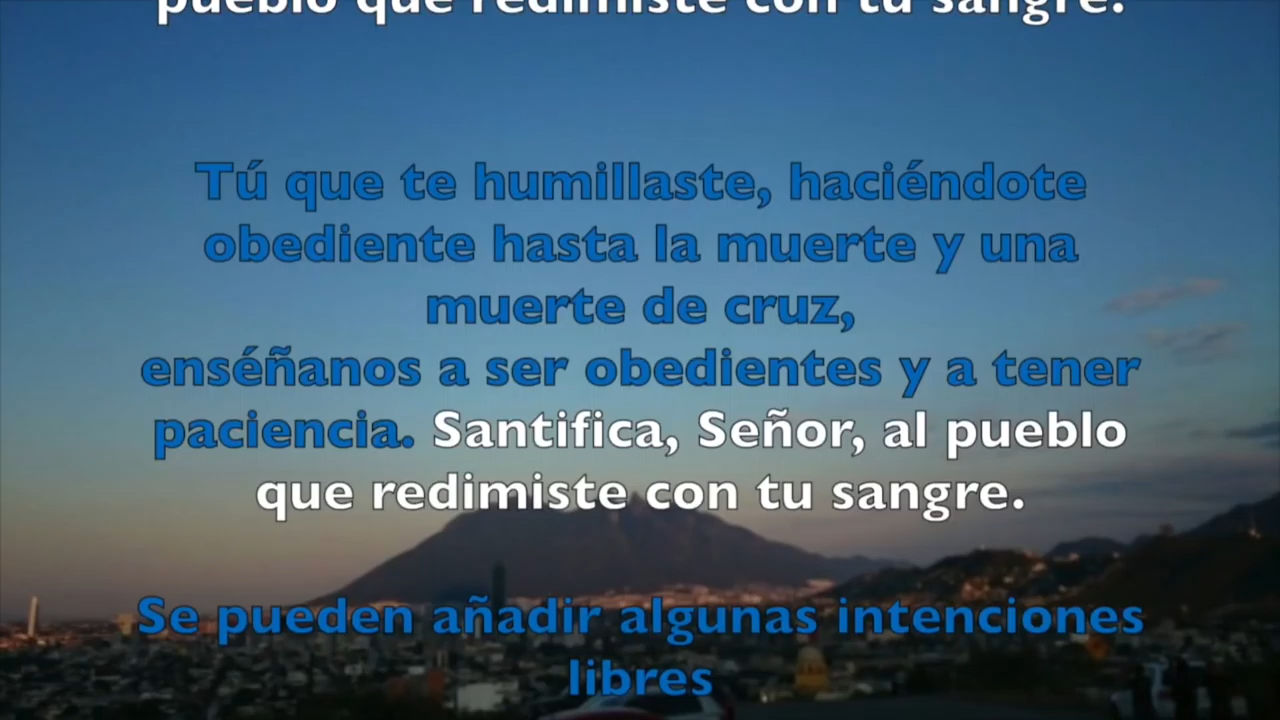 pueblo que redimiste con tu sangre.
Tú que te humillaste, haciéndote
obediente hasta la muerte y una
muerte de cruz,
enséñanos a ser obedientes y a tener
paciencia. Santifica, Señor, al pueblo
que redimiste con tu sangre.
Se pueden añadir algunas intenciones
libres